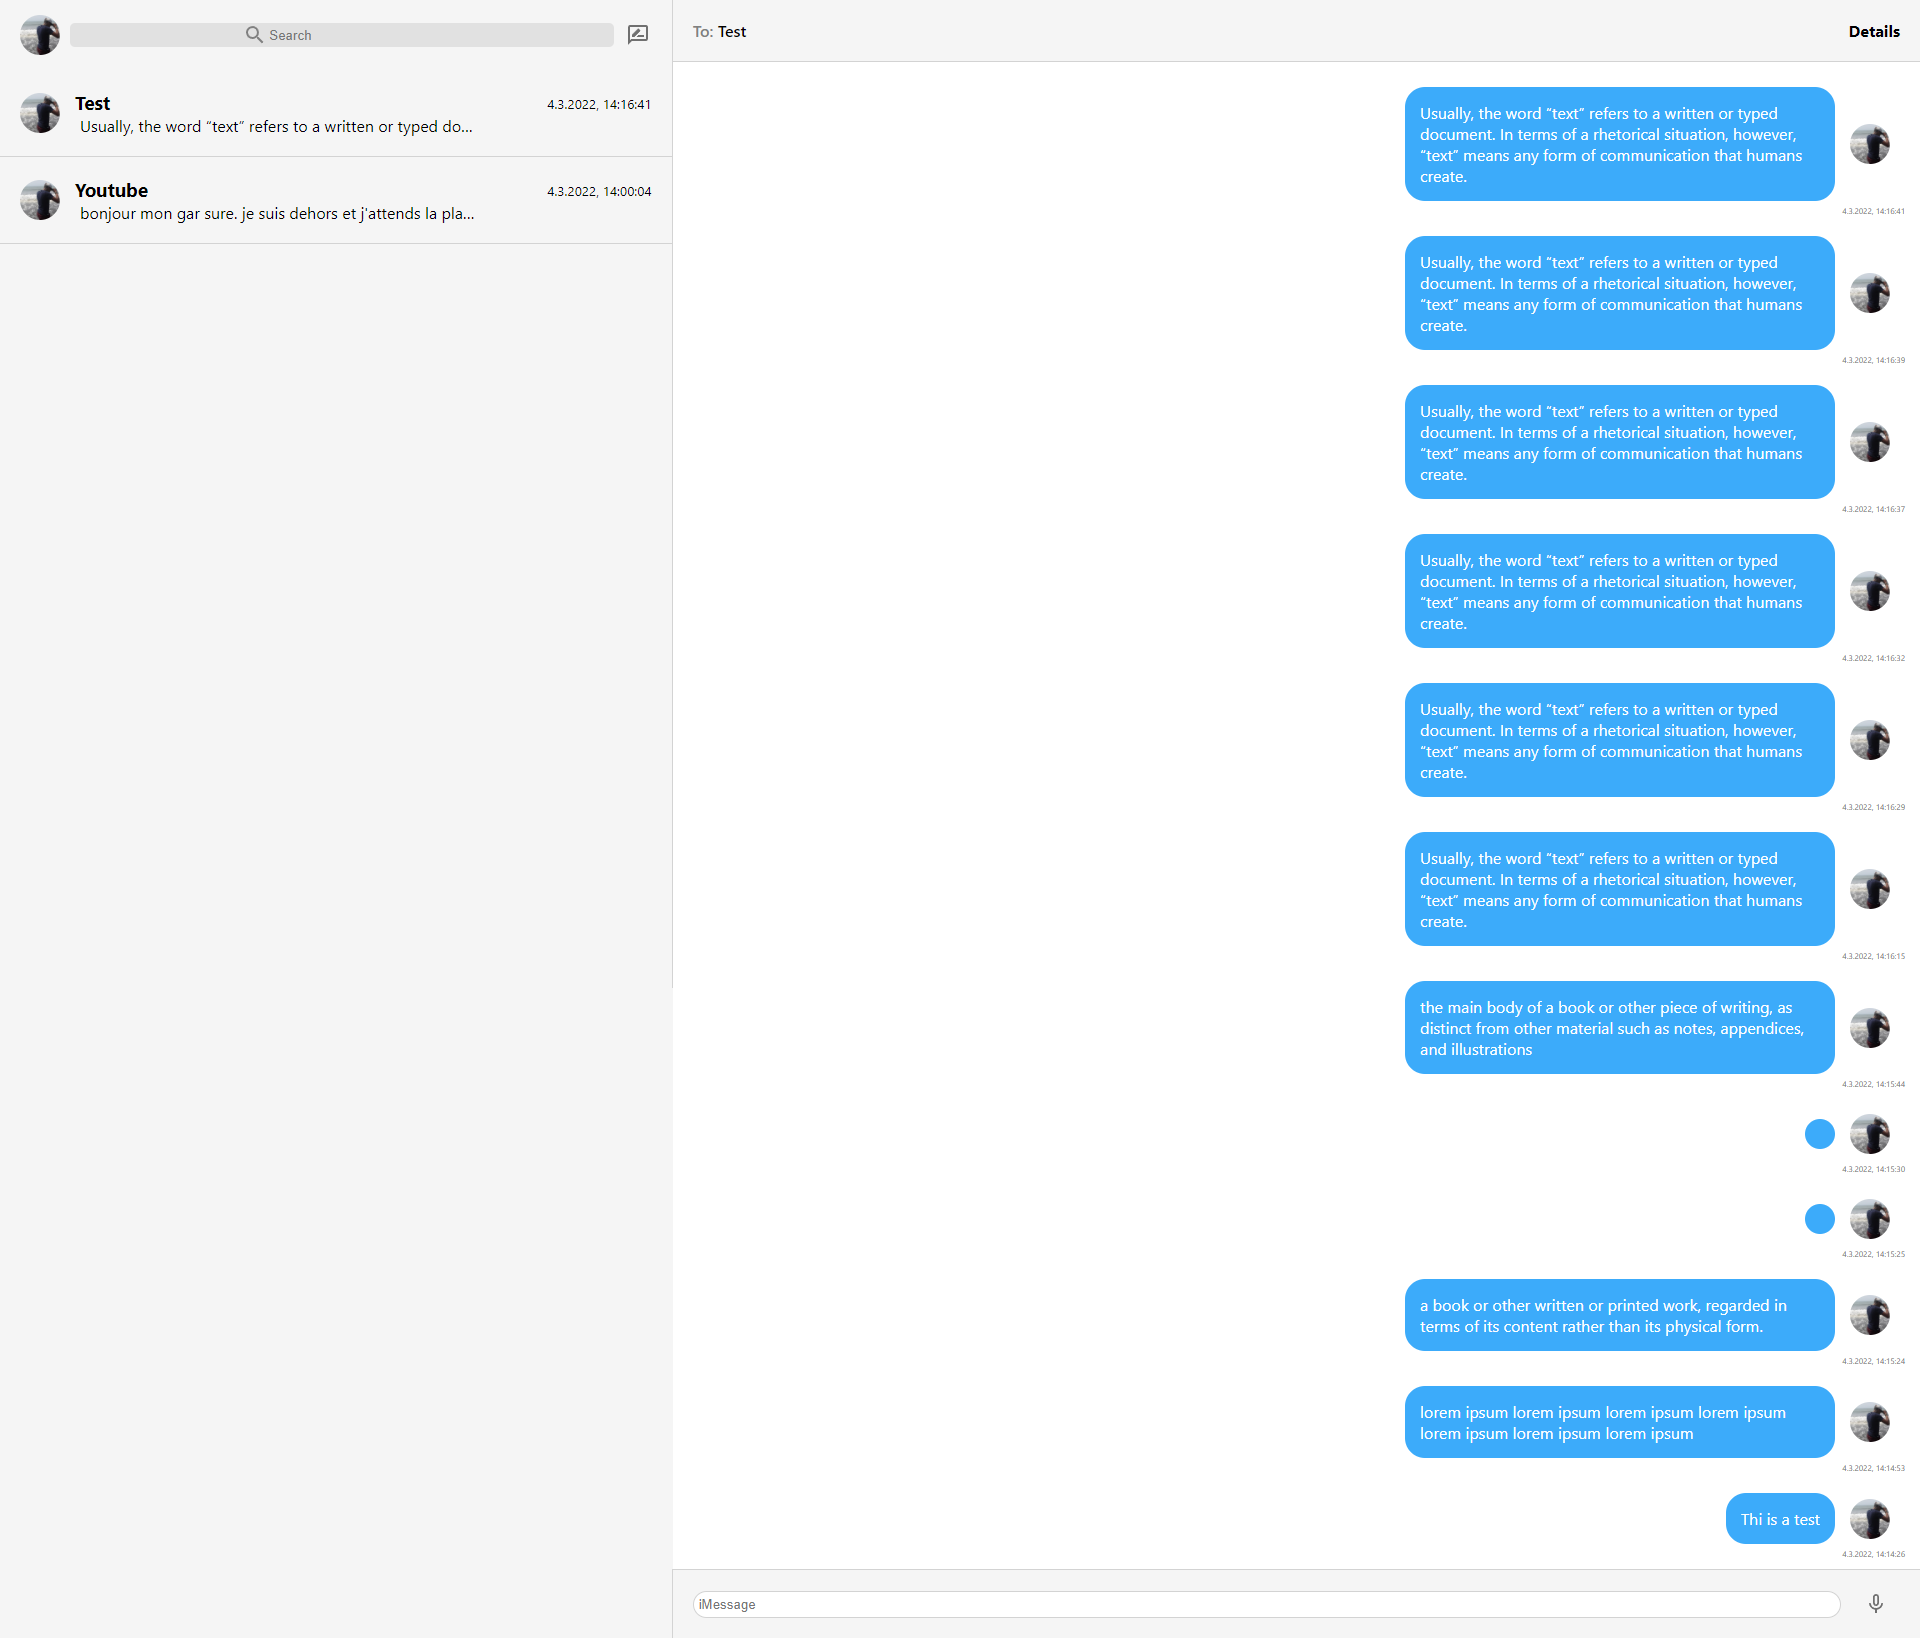 Search
Test
4.3.2022, 14:16:41
Usually, the word “text” refers to a written or typed do...
Youtube
4.3.2022, 14:00:04
bonjour mon gar sure. je suis dehors et j'attends la pla...
To: Test
Details
Usually, the word “text” refers to a written or typed
document. In terms of a rhetorical situation, however,
“text” means any form of communication that humans
create.
4.3.2022, 14:16:41
Usually, the word “text” refers to a written or typed
document. In terms of a rhetorical situation, however,
“text” means any form of communication that humans
create.
4.3.2022, 14:16:39
Usually, the word “text” refers to a written or typed
document. In terms of a rhetorical situation, however,
“text” means any form of communication that humans
create.
4.3.2022, 14:16:37
Usually, the word “text” refers to a written or typed
document. In terms of a rhetorical situation, however,
“text” means any form of communication that humans
create.
4.3.2022, 14:16:32
Usually, the word “text” refers to a written or typed
document. In terms of a rhetorical situation, however,
“text” means any form of communication that humans
create.
4.3.2022, 14:16:29
Usually, the word “text” refers to a written or typed
document. In terms of a rhetorical situation, however,
“text” means any form of communication that humans
create.
4.3.2022, 14:16:15
the main body of a book or other piece of writing, as
distinct from other material such as notes, appendices,
and illustrations
4.3.2022, 14:15:44
4.3.2022, 14:15:30
4.3.2022, 14:15:25
a book or other written or printed work, regarded in
terms of its content rather than its physical form.
4.3.2022, 14:15:24
lorem ipsum lorem ipsum lorem ipsum lorem ipsum
lorem ipsum lorem ipsum lorem ipsum
4.3.2022, 14:14:53
Thi is a test
4.3.2022, 14:14:26
iMessage